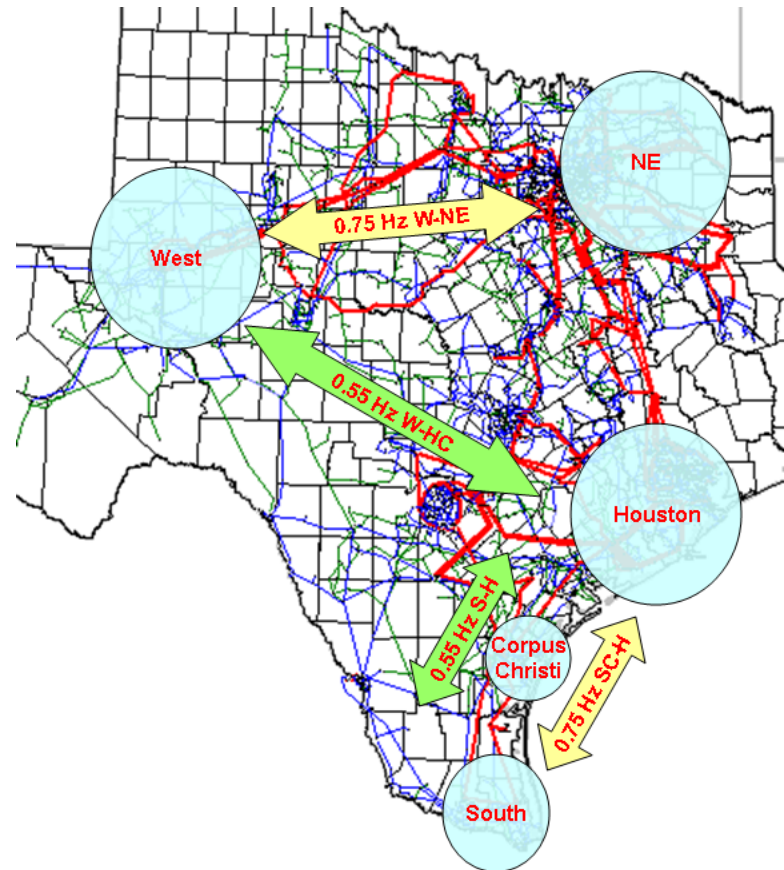 NE
0.75 Hz W-NE
West
0.55 Hz W-HC
Houston
0.55 Hz S-H
Corpus
Christi
0.75 Hz SC-H
South